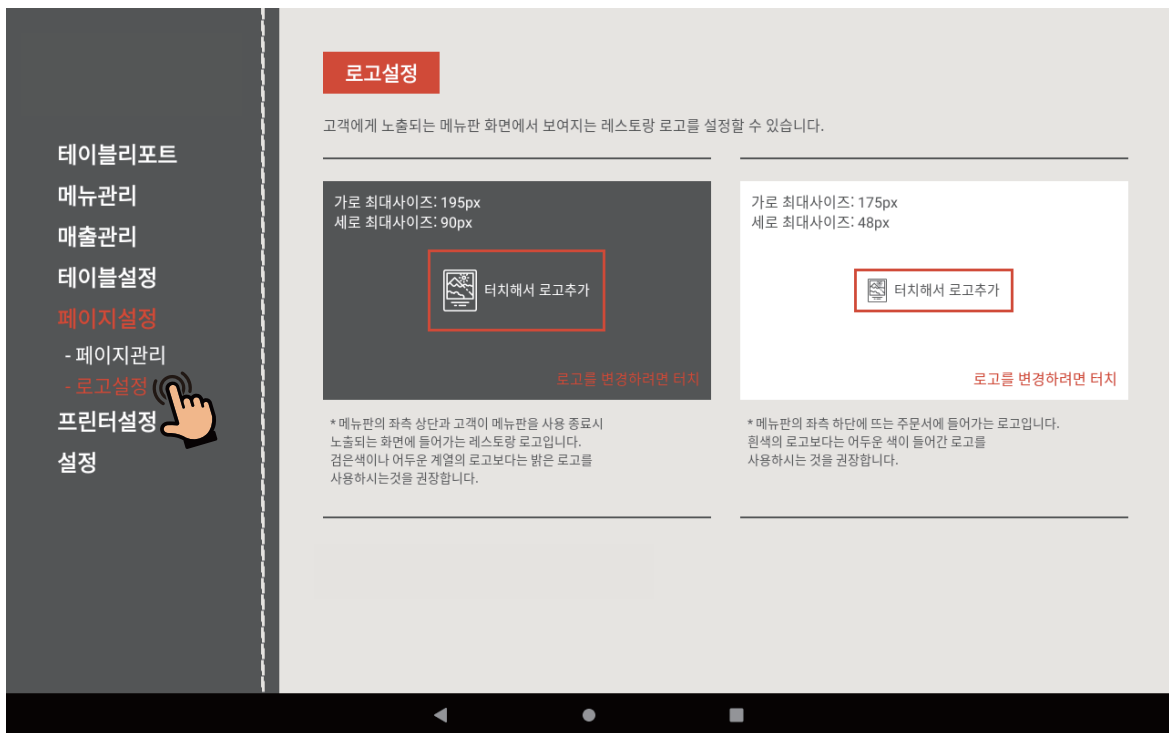 테이블리포트
메뉴관리
매출관리
테이블설정
페이지설정
- 페이지관리
- 로고설정
프린터설정
설정
로고설정
고객에게 노출되는 메뉴판 화면에서 보여지는 레스토랑 로고를 설정할 수 있습니다.
가로 최대사이즈: 195px
세로 최대사이즈: 90px
터치해서 로고추가
로고를 변경하려면 터치
* 메뉴판의 좌측 상단과 고객이 메뉴판을 사용 종료시
노출되는 화면에 들어가는 레스토랑 로고입니다.
검은색이나 어두운 계열의 로고보다는 밝은 로고를
사용하시는것을 권장합니다.
가로 최대사이즈: 175px
세로 최대사이즈: 48px
터치해서 로고추가
로고를 변경하려면 터치
* 메뉴판의 좌측 하단에 뜨는 주문서에 들어가는 로고입니다.
흰색의 로고보다는 어두운 색이 들어간 로고를
사용하시는 것을 권장합니다.